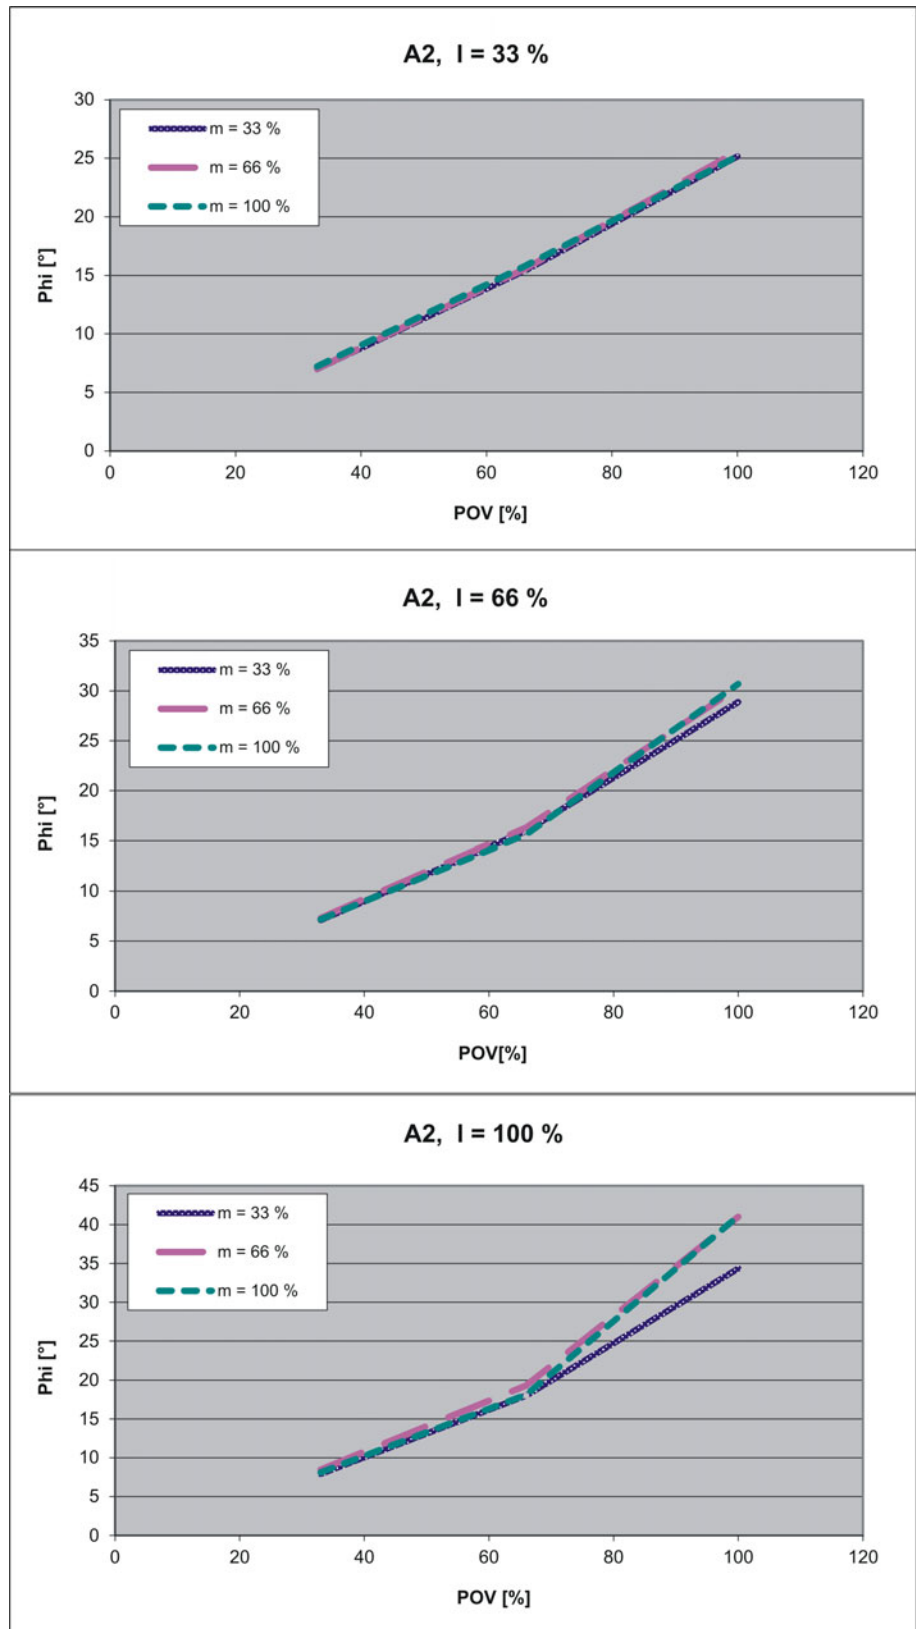 A2, l = 33 %
30
25
20
15
10
5
0
m = 33 %
m = 66 %
m = 100 %
Phi [°]
0 20 40 60 80 100 120
POV [%]
A2, l = 66 %
35
30
25
20
15
10
5
0
m = 33 %
m = 66 %
m = 100 %
Phi [°]
0 20 40 60 80 100 120
POV[%]
A2, l = 100 %
45
40
35
30
25
20
15
10
5
0
m = 33 %
m = 66 %
m = 100 %
Phi [°]
0 20 40 60 80 100 120
POV [%]